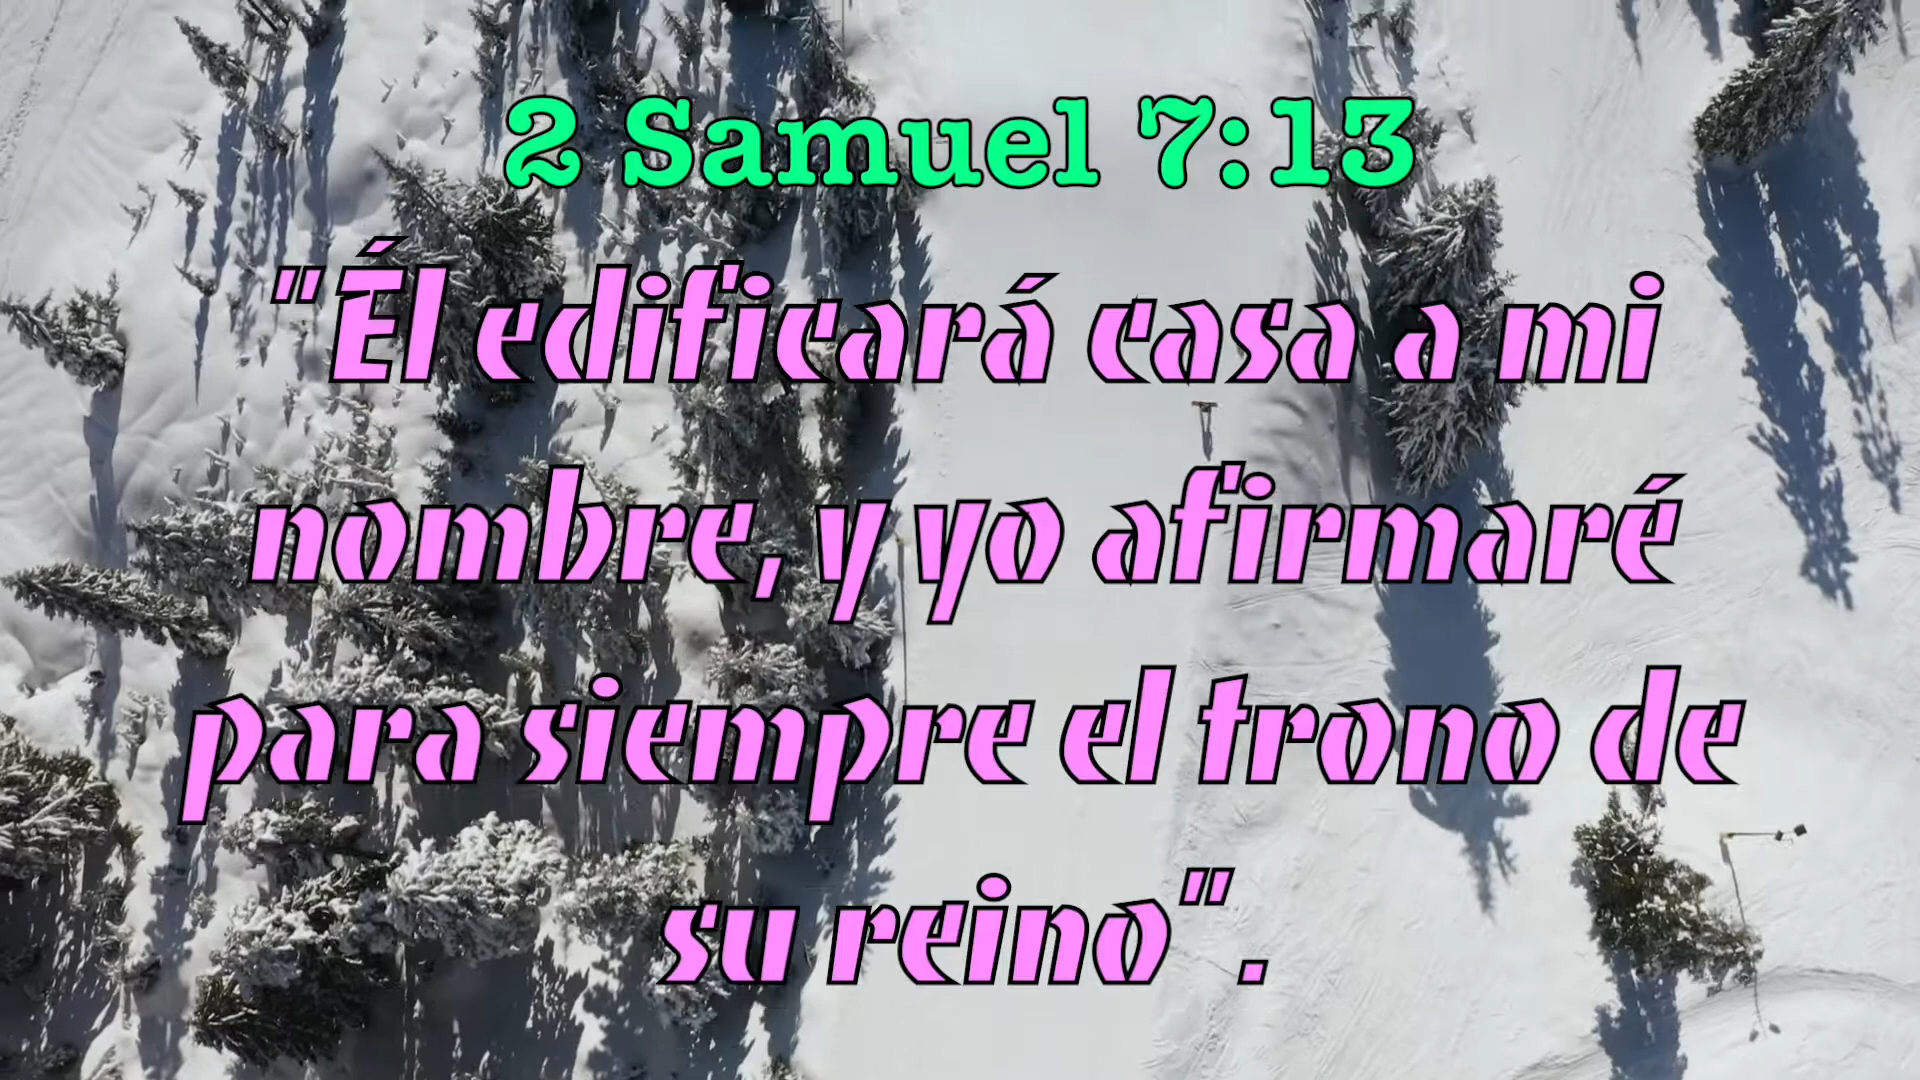 2 Samuel 7:13
"Él edificará casa a mi
nombre, y yo afirmaré
para siempre el trono de
su reino".